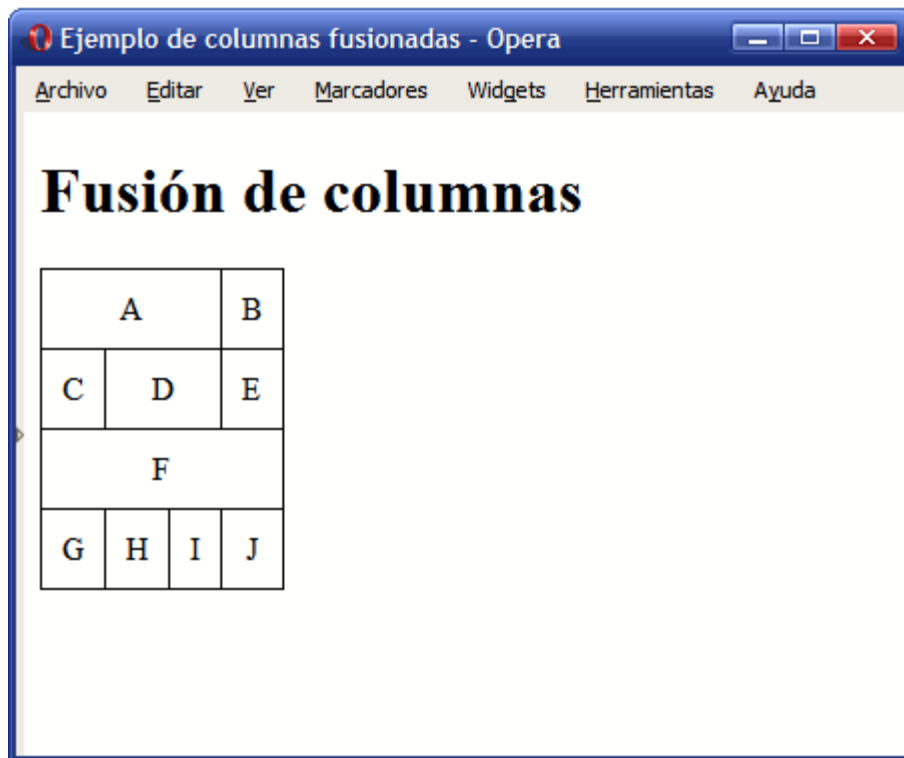 Ejemplo de columnas fusionadas - Opera
Archivo Editar Ver Marcadores Widgets Herramientas Ayuda
Fusión de columnas
A B
C D E
F
G H I J